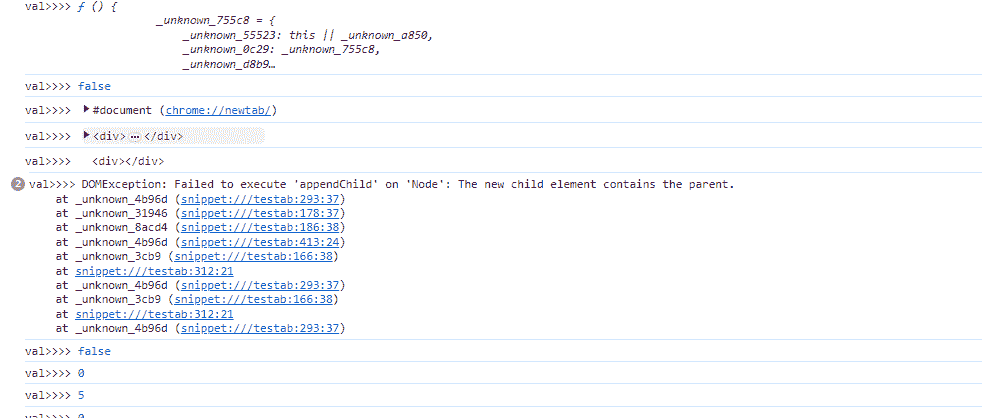 val>>>> ƒ () {
_unknown_755c8 = {
_unknown_55523: this || _unknown_a850,
_unknown_0c29: _unknown_755c8,
_unknown_d8b9…
val>>>> false
val>>>> ▶#document (chrome://newtab/)
val>>>> ▶<div>…</div>
val>>>> <div></div>
2 val>>>> DOMException: Failed to execute 'appendChild' on 'Node': The new child element contains the parent.
at _unknown_4b96d (snippet:///testab:293:37)
at _unknown_31946 (snippet:///testab:178:37)
at _unknown_8acd4 (snippet:///testab:186:38)
at _unknown_4b96d (snippet:///testab:413:24)
at _unknown_3cb9 (snippet:///testab:166:38)
at snippet:///testab:312:21
at _unknown_4b96d (snippet:///testab:293:37)
at _unknown_3cb9 (snippet:///testab:166:38)
at snippet:///testab:312:21
at _unknown_4b96d (snippet:///testab:293:37)
val>>>> false
val>>>> 0
val>>>> 5
val>>>> 0